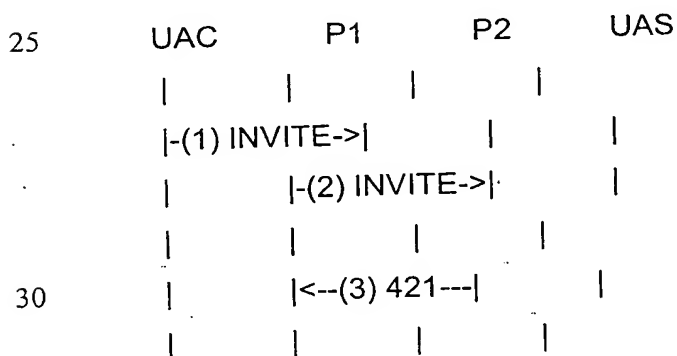 25 UAC P1 P2 UAS
| | | |
|-(1) INVITE->| | |
| |-(2) INVITE->| |
| | | |
30 | |<--(3) 421---| |
| | | |